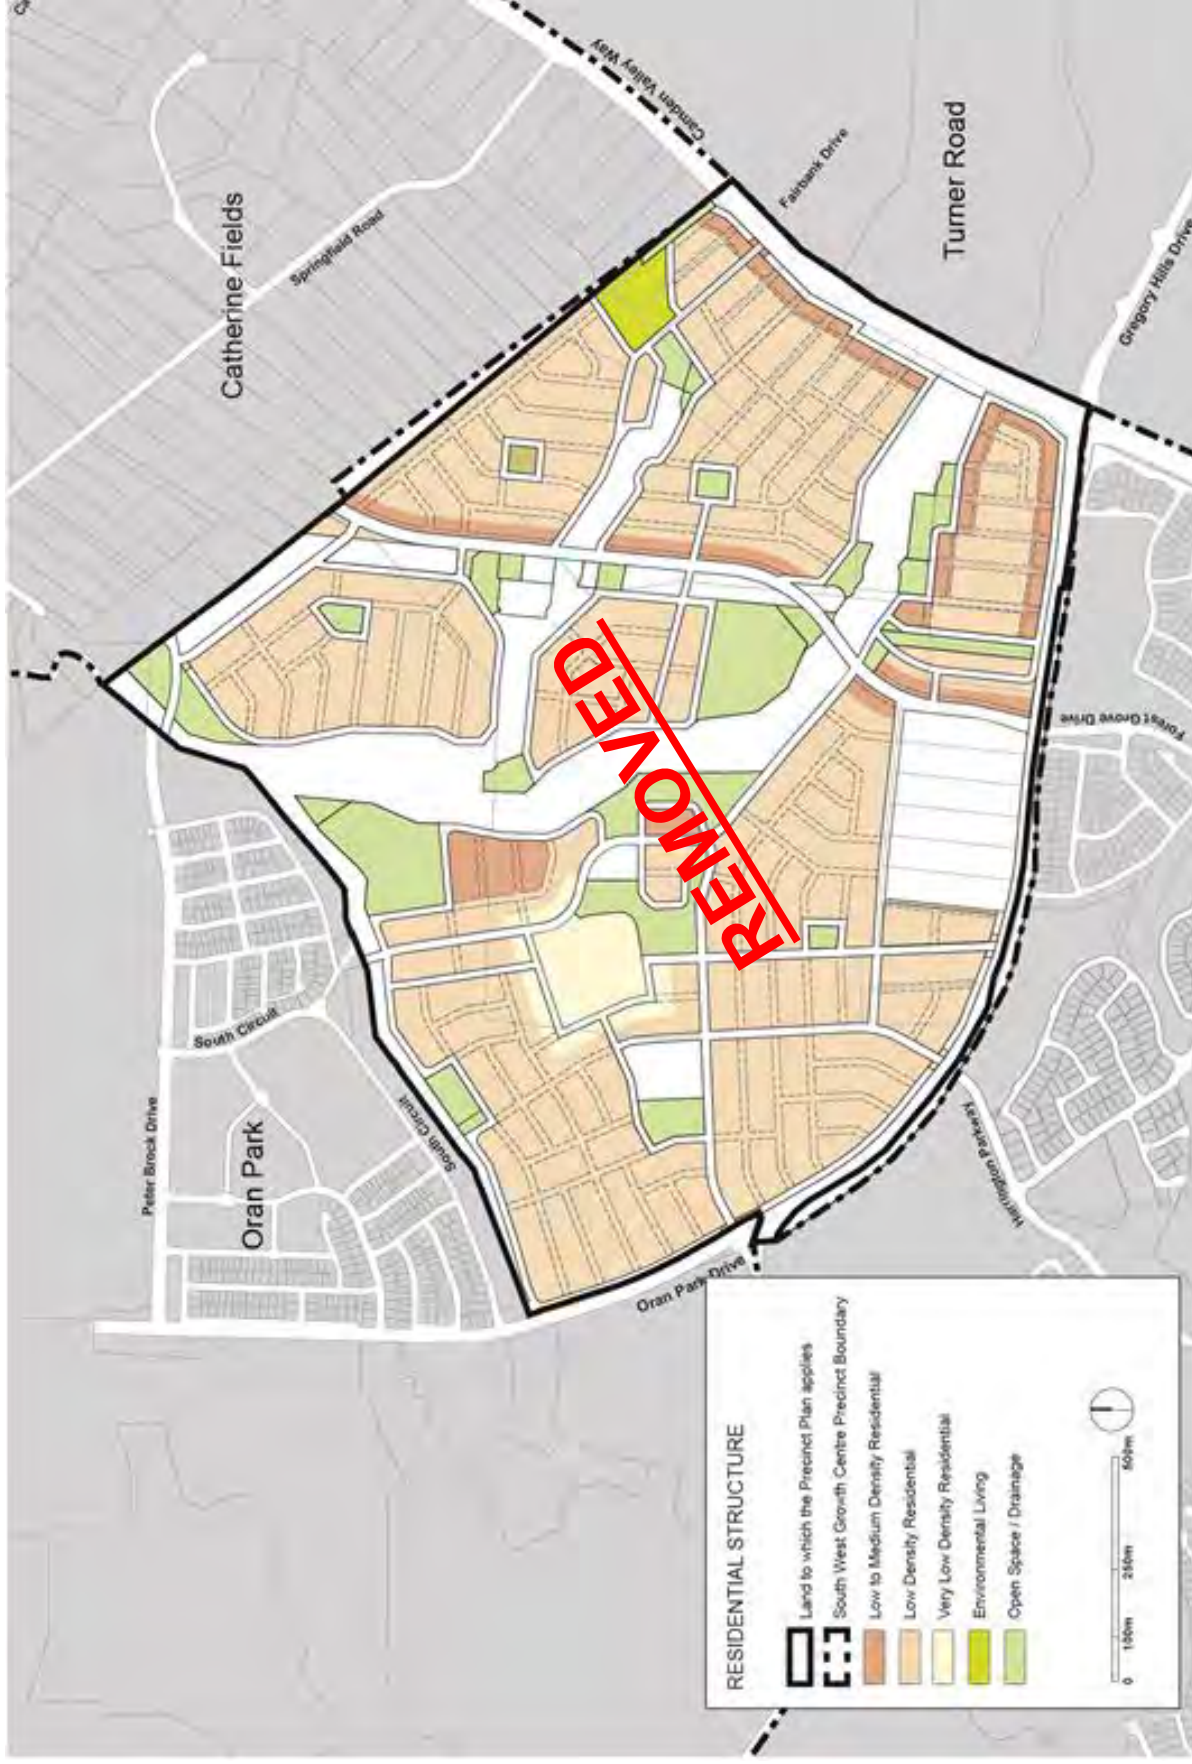 Catherine Fields
Springfield Road
Camden Valley Way
Fairbank Drive
Turner Road
Gregory Hills Drive
Forest Grove Drive
Peter Brock Drive
South Circuit
Oran Park
South Circuit
Oran Park Drive
Harrington Parkway
REMOVED
RESIDENTIAL STRUCTURE
Land to which the Precinct Plan applies
South West Growth Centre Precinct Boundary
Low to Medium Density Residential
Low Density Residential
Very Low Density Residential
Environmental Living
Open Space / Drainage
0 100m 250m 500m